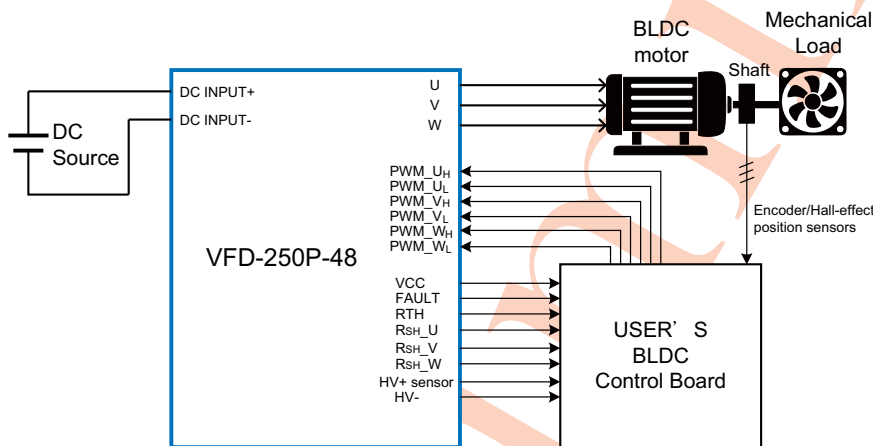 BLDC
motor
Mechanical
Load
Shaft
DC INPUT+
DC INPUT-
U
V
W
DC
Source
PWM_UH
PWM_UL
PWM_VH
PWM_VL
PWM_WH
PWM_WL
Encoder/Hall-effect
position sensors
VFD-250P-48
VCC
FAULT
RTH
RSH_U
RSH_V
RSH_W
HV+ sensor
HV-
USER’ S
BLDC
Control Board